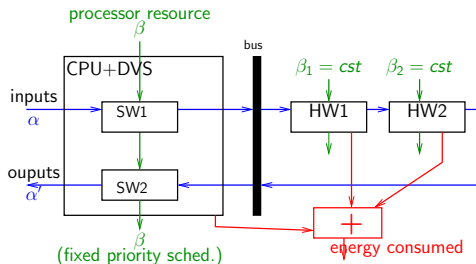 processor resource
β
bus
CPU+DVS
β₁ = cst
β₂ = cst
inputs
α
SW1
HW1
HW2
ouputs
α'
SW2
β
(fixed priority sched.)
+
energy consumed